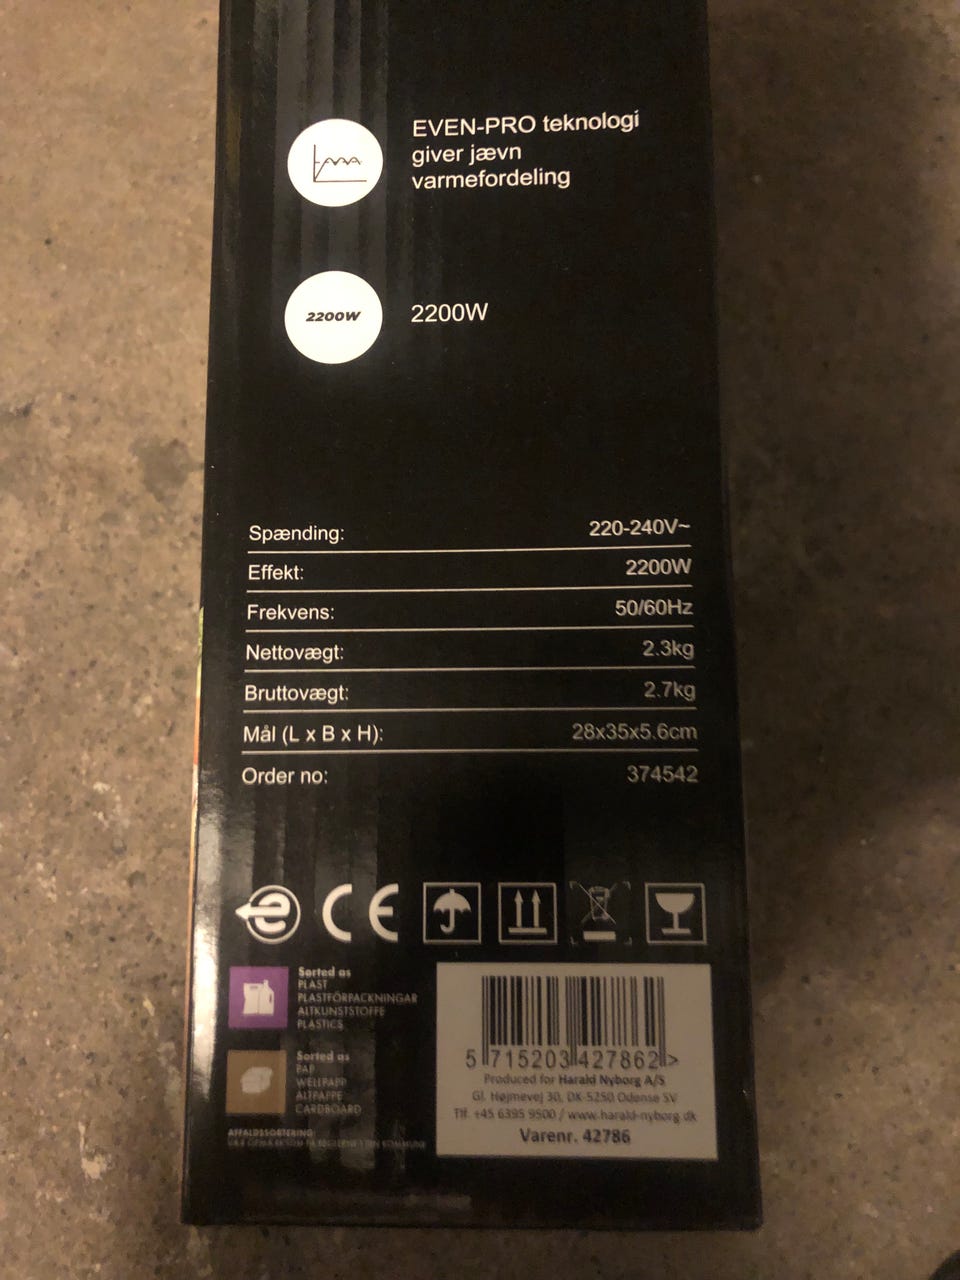 EVEN-PRO teknologi
giver jævn
varmefordeling
2200W
2200W
Spænding: 220-240V~
Effekt: 2200W
Frekvens: 50/60Hz
Nettovægt: 2.3kg
Bruttovægt: 2.7kg
Mål (L x B x H): 28x35x5.6cm
Order no: 374542
e CE
Sorted as
PLAST
PLASTFÖRPACKNINGAR
ALTKUNSTSTOFFE
PLASTICS
Sorted as
PAP
WELLPAPP
ALTPAPPE
CARDBOARD
AFFALDSSORTERING:
5 715203 427862 >
Produced for Harald Nyborg A/S
Gl. Højmevej 30, DK-5250 Odense SV
Tlf. +45 6395 9500 / www.harald-nyborg.dk
Varenr. 42786